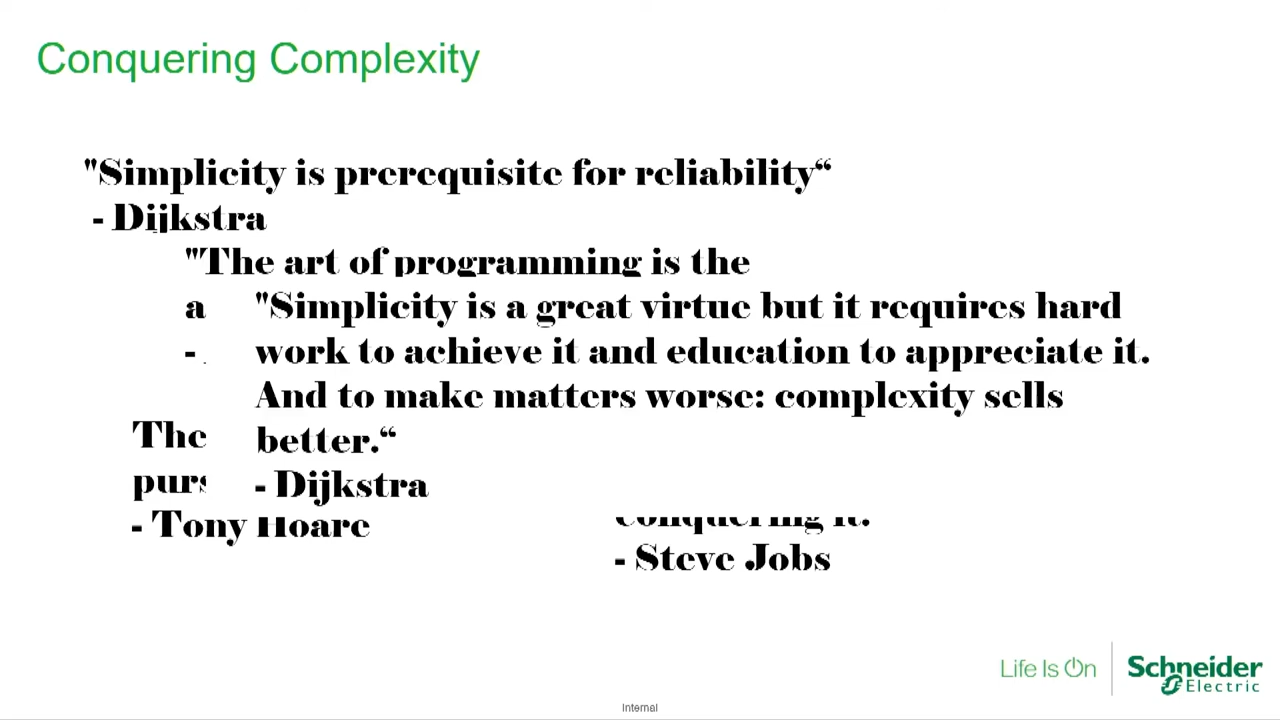 Conquering Complexity
"Simplicity is prerequisite for reliability“
- Dijkstra
"The art of programming is the
a
-
"Simplicity is a great virtue but it requires hard
work to achieve it and education to appreciate it.
And to make matters worse: complexity sells
better.“
- Dijkstra
The
- Tony Hoare
conquering it.
- Steve Jobs
Life Is On
Schneider
Electric
Internal